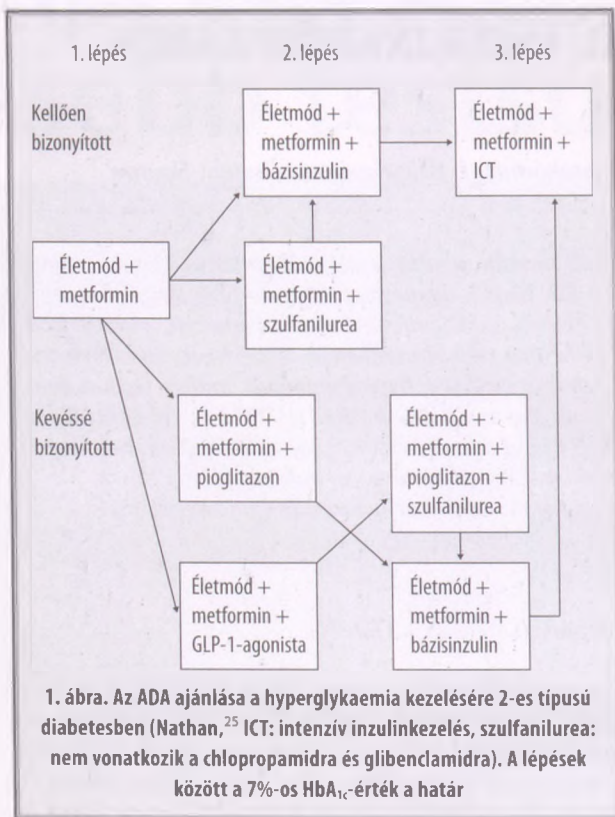 1. lépés 2. lépés 3. lépés
Kellően
bizonyított
Életmód +
metformin +
bázisinzulin
Életmód +
metformin +
ICT
Életmód +
metformin
Életmód +
metformin +
szulfanilurea
Kevéssé
bizonyított
Életmód +
metformin +
pioglitazon
Életmód +
metformin +
pioglitazon +
szulfanilurea
Életmód +
metformin +
GLP-1-agonista
Életmód +
metformin +
bázisinzulin
1. ábra. Az ADA ajánlása a hyperglykaemia kezelésére 2-es típusú
diabetesben (Nathan,²⁵ ICT: intenzív inzulinkezelés, szulfanilurea:
nem vonatkozik a chlopropamidra és glibenclamidra). A lépések
között a 7%-os HbA₁c-érték a határ